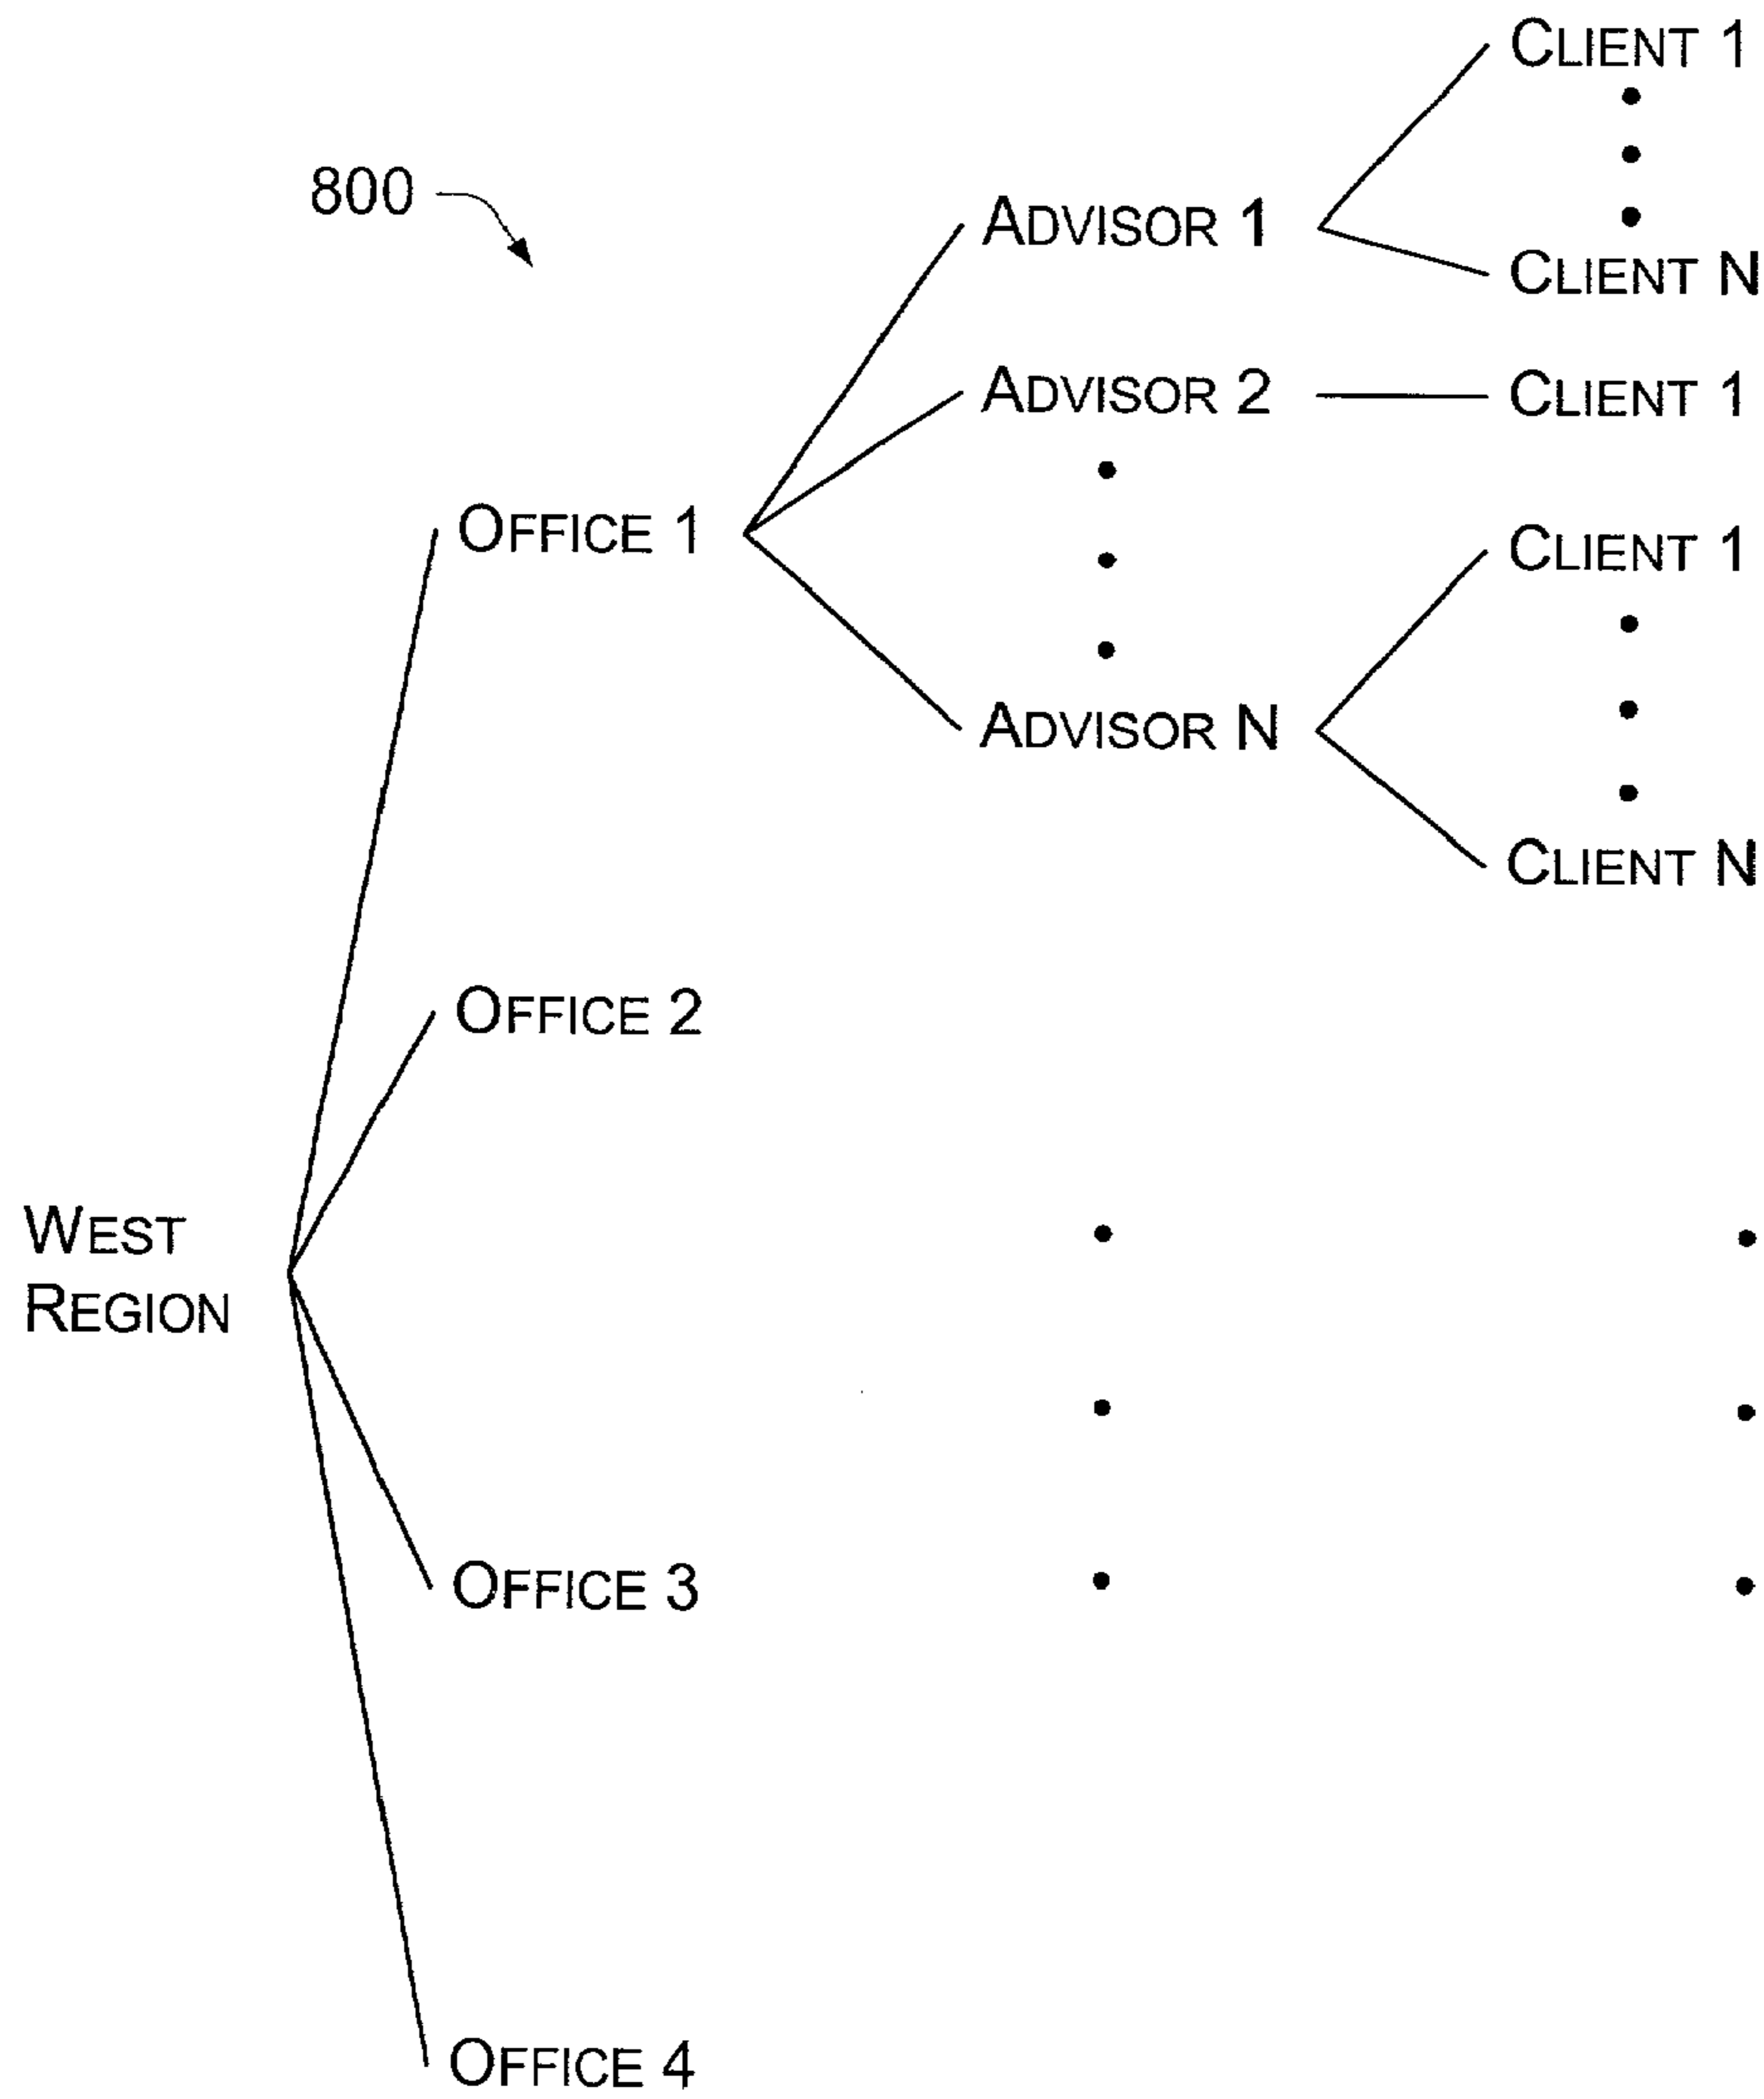 CLIENT 1
800
ADVISOR 1
CLIENT N
ADVISOR 2
CLIENT 1
OFFICE 1
CLIENT 1
ADVISOR N
CLIENT N
OFFICE 2
WEST
REGION
OFFICE 3
OFFICE 4